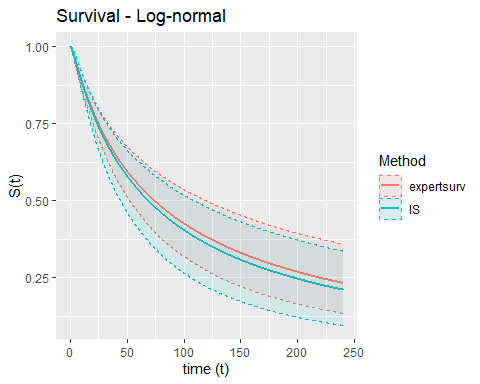 Survival - Log-normal
1.00
0.75
0.50
0.25
S(t)
0
50
100
150
200
250
time (t)
Method
expertsurv
IS